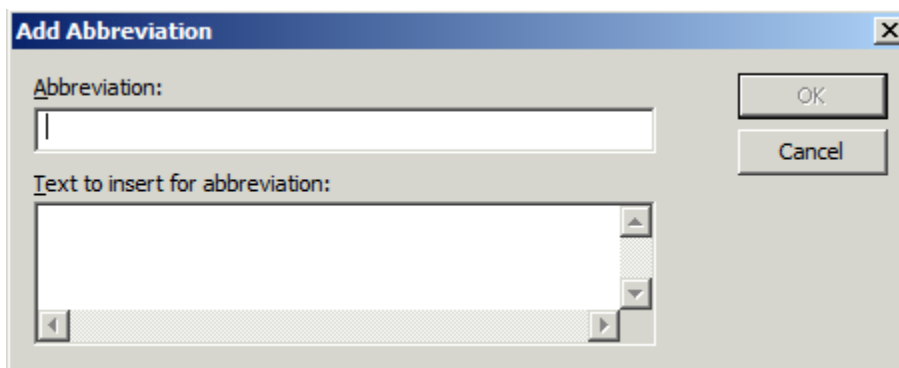 Add Abbreviation
Abbreviation:
OK
Cancel
Text to insert for abbreviation: